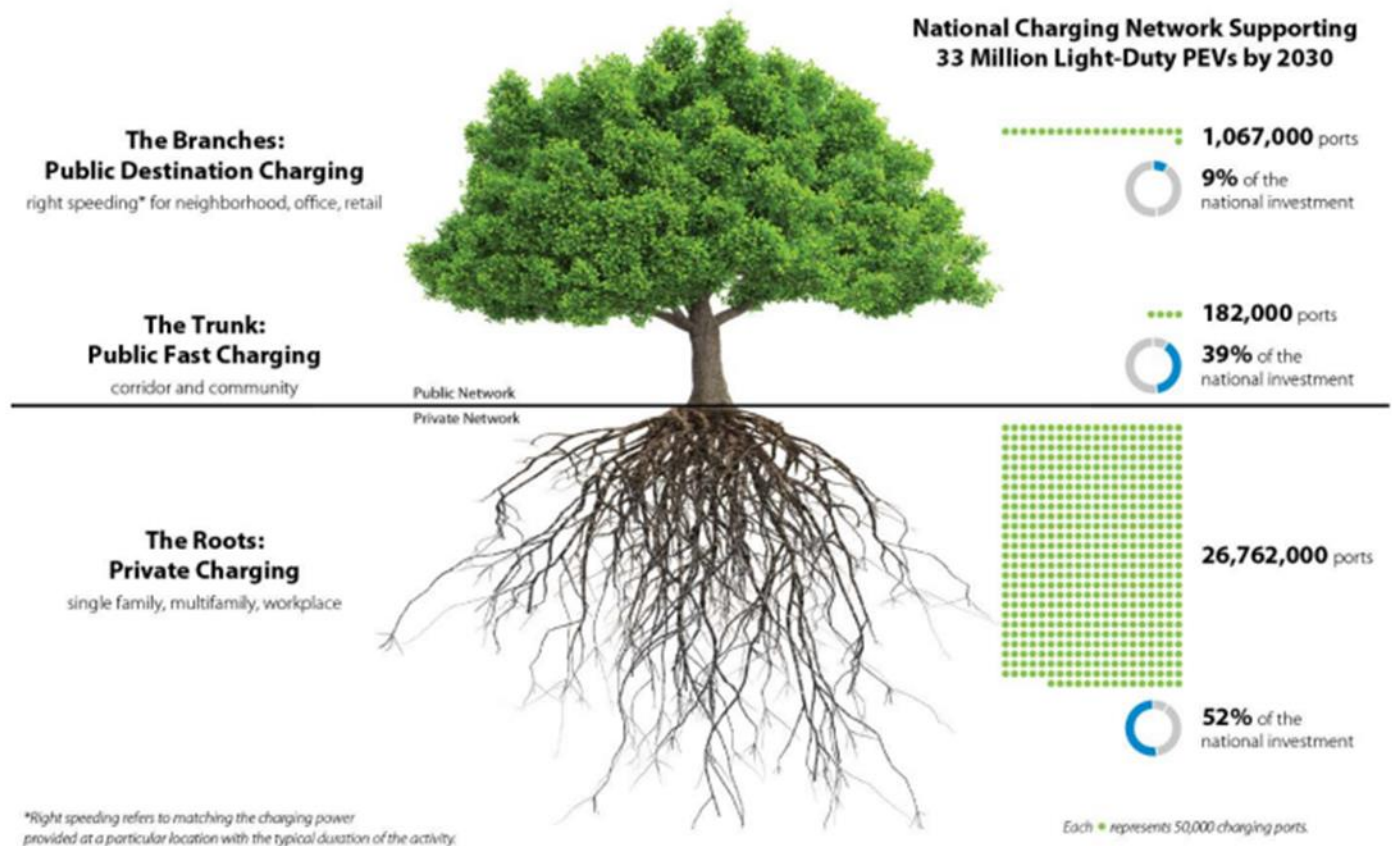 National Charging Network Supporting
33 Million Light-Duty PEVs by 2030
The Branches:
Public Destination Charging
right speeding* for neighborhood, office, retail
1,067,000 ports
9% of the
national investment
The Trunk:
Public Fast Charging
corridor and community
182,000 ports
39% of the
national investment
Public Network
Private Network
The Roots:
Private Charging
single family, multifamily, workplace
26,762,000 ports
52% of the
national investment
*Right speeding refers to matching the charging power
provided at a particular location with the typical duration of the activity.
Each • represents 50,000 charging ports.